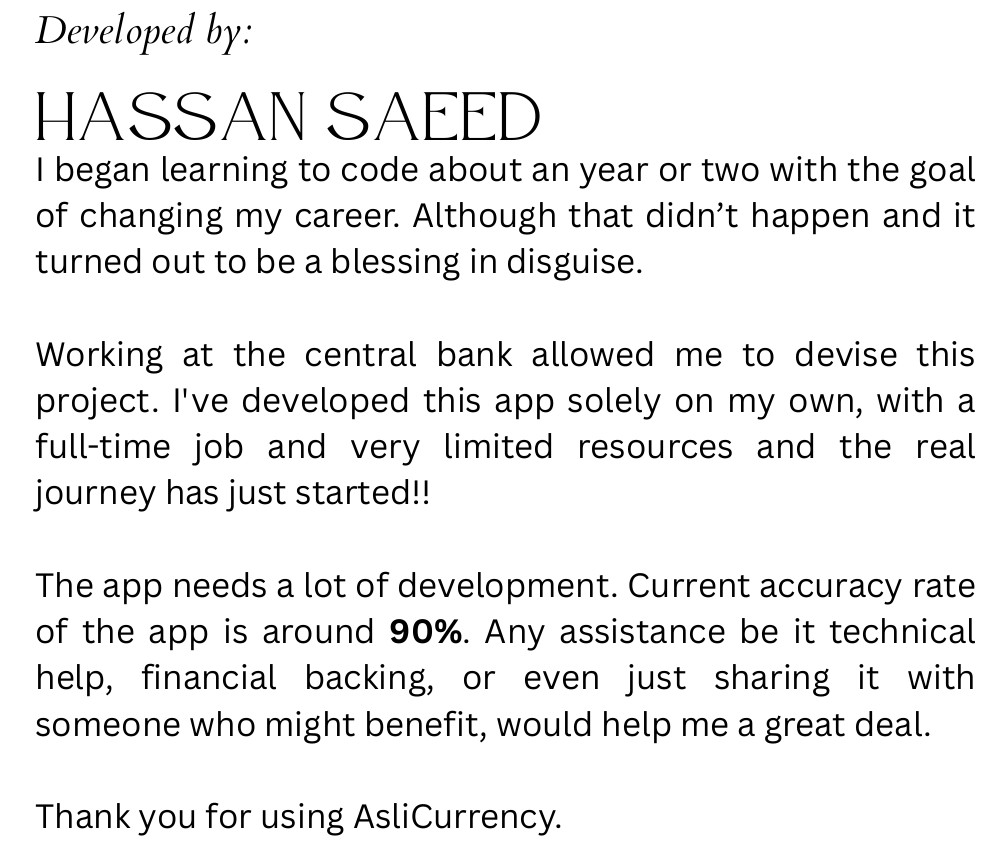 Developed by:
HASSAN SAEED
I began learning to code about an year or two with the goal
of changing my career. Although that didn’t happen and it
turned out to be a blessing in disguise.
Working at the central bank allowed me to devise this
project. I've developed this app solely on my own, with a
full-time job and very limited resources and the real
journey has just started!!
The app needs a lot of development. Current accuracy rate
of the app is around 90%. Any assistance be it technical
help, financial backing, or even just sharing it with
someone who might benefit, would help me a great deal.
Thank you for using AsliCurrency.